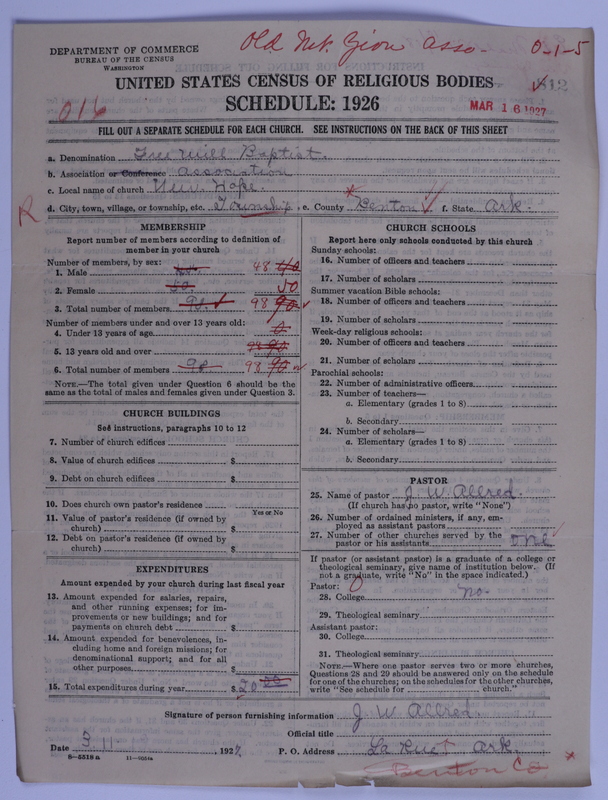 DEPARTMENT OF COMMERCE
BUREAU OF THE CENSUS
WASHINGTON
Old Mt. Zion Asso- 0-1-5
UNITED STATES CENSUS OF RELIGIOUS BODIES
SCHEDULE: 1926
016
MAR 16 1927
FILL OUT A SEPARATE SCHEDULE FOR EACH CHURCH. SEE INSTRUCTIONS ON THE BACK OF THIS SHEET
a. Denomination Free Will Baptist.
b. Association or Conference association
c. Local name of church New Hope.
R d. City, town, village, or township, etc. Township; e. County Benton f. State Ark.
MEMBERSHIP
Report number of members according to definition of member in your church
Number of members, by sex:
1. Male 48 40
2. Female 50 50
3. Total number of members 90 98 90
Number of members under and over 13 years old:
4. Under 13 years of age 0
5. 13 years old and over 98 90
6. Total number of members 90 98 90
NOTE.—The total given under Question 6 should be the same as the total of males and females given under Question 3.
CHURCH BUILDINGS
See instructions, paragraphs 10 to 12
7. Number of church edifices
8. Value of church edifices $
9. Debt on church edifices $
10. Does church own pastor's residence
Yes or No
11. Value of pastor's residence (if owned by church) $
12. Debt on pastor's residence (if owned by church) $
EXPENDITURES
Amount expended by your church during last fiscal year
13. Amount expended for salaries, repairs, and other running expenses; for improvements or new buildings; and for payments on church debt $
14. Amount expended for benevolences, including home and foreign missions; for denominational support; and for all other purposes $
15. Total expenditures during year $ 20 00
CHURCH SCHOOLS
Report here only schools conducted by this church
Sunday schools:
16. Number of officers and teachers
17. Number of scholars
Summer vacation Bible schools:
18. Number of officers and teachers
19. Number of scholars
Week-day religious schools:
20. Number of officers and teachers
21. Number of scholars
Parochial schools:
22. Number of administrative officers
23. Number of teachers—
a. Elementary (grades 1 to 8)
b. Secondary
24. Number of scholars—
a. Elementary (grades 1 to 8)
b. Secondary
PASTOR
25. Name of pastor J. W. Allred.
(If church has no pastor, write "None")
26. Number of ordained ministers, if any, employed as assistant pastors
27. Number of other churches served by the pastor or his assistants one
If pastor (or assistant pastor) is a graduate of a college or theological seminary, give name of institution below. (If not a graduate, write "No" in the space indicated.)
Pastor: 0
28. College no.
29. Theological seminary
Assistant pastor:
30. College
31. Theological seminary
NOTE.—Where one pastor serves two or more churches, Questions 28 and 29 should be answered only on the schedule for one of the churches; on the schedules for the other churches, write "See schedule for church."
Signature of person furnishing information J. W. Allred.
Official title
Date 3 11 , 1927 P. O. Address La Rue Ark.
8-5518 a
Benton Co *